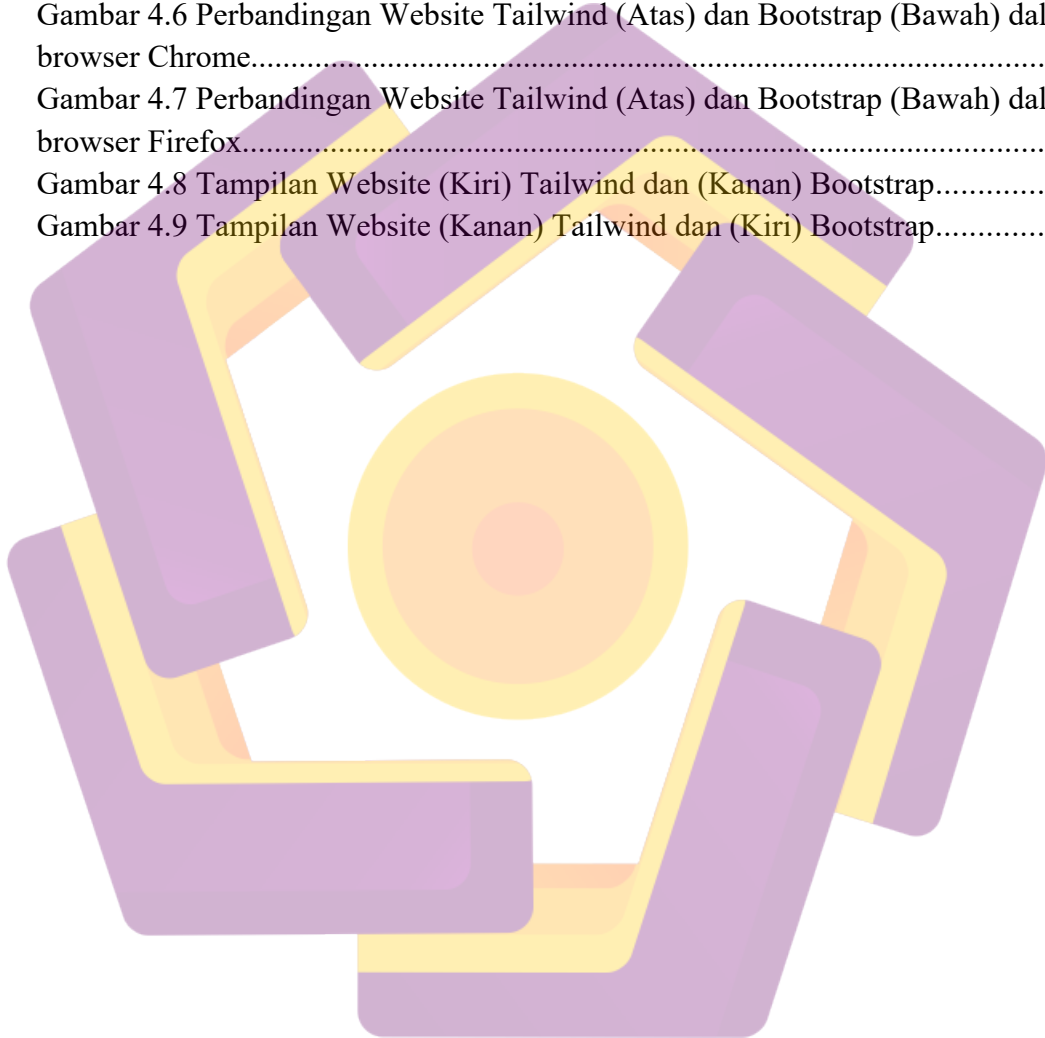 Gambar 4.6 Perbandingan Website Tailwind (Atas) dan Bootstrap (Bawah)
browser Chrome....................................................................................................
Gambar 4.7 Perbandingan Website Tailwind (Atas) dan Bootstrap (Bawah)
browser Firefox.....................................................................................................
Gambar 4.8 Tampilan Website (Kiri) Tailwind dan (Kanan) Bootstrap.............
Gambar 4.9 Tampilan Website (Kanan) Tailwind dan (Kiri) Bootstrap.............